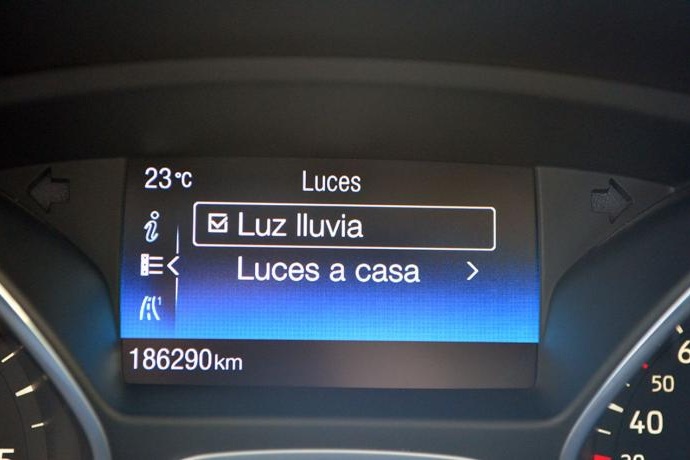 23°C
Luces
Luz lluvia
Luces a casa
186290km
50
40